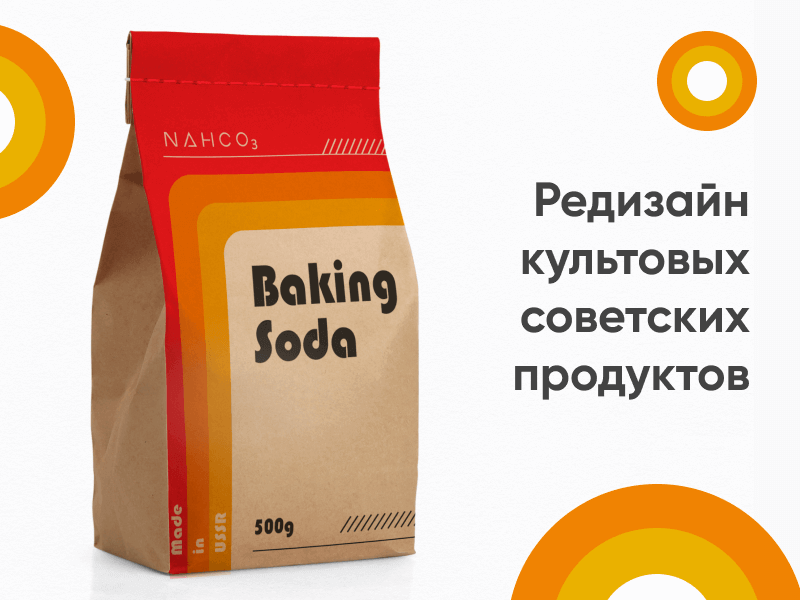 NAHCO₃
Baking
Soda
500g
Made
in
USSR
Редизайн
культовых
советских
продуктов